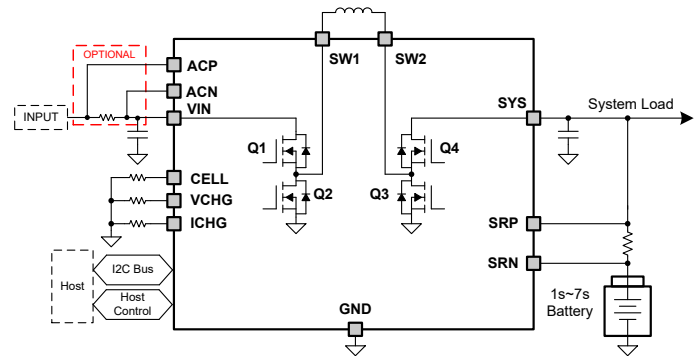 OPTIONAL
SW1
SW2
ACP
ACN
VIN
INPUT
SYS
System Load
Q1
Q4
Q2
Q3
CELL
VCHG
ICHG
SRP
SRN
Host
I2C Bus
Host
Control
GND
1s~7s
Battery